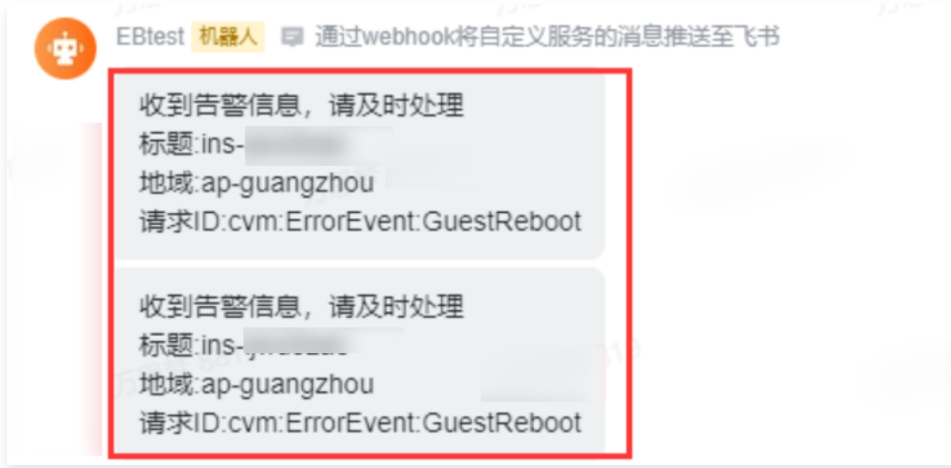 EBtest 机器人 通过webhook将自定义服务的消息推送至飞书
收到告警信息，请及时处理
标题:ins-
地域:ap-guangzhou
请求ID:cvm:ErrorEvent:GuestReboot
收到告警信息，请及时处理
标题:ins-
地域:ap-guangzhou
请求ID:cvm:ErrorEvent:GuestReboot